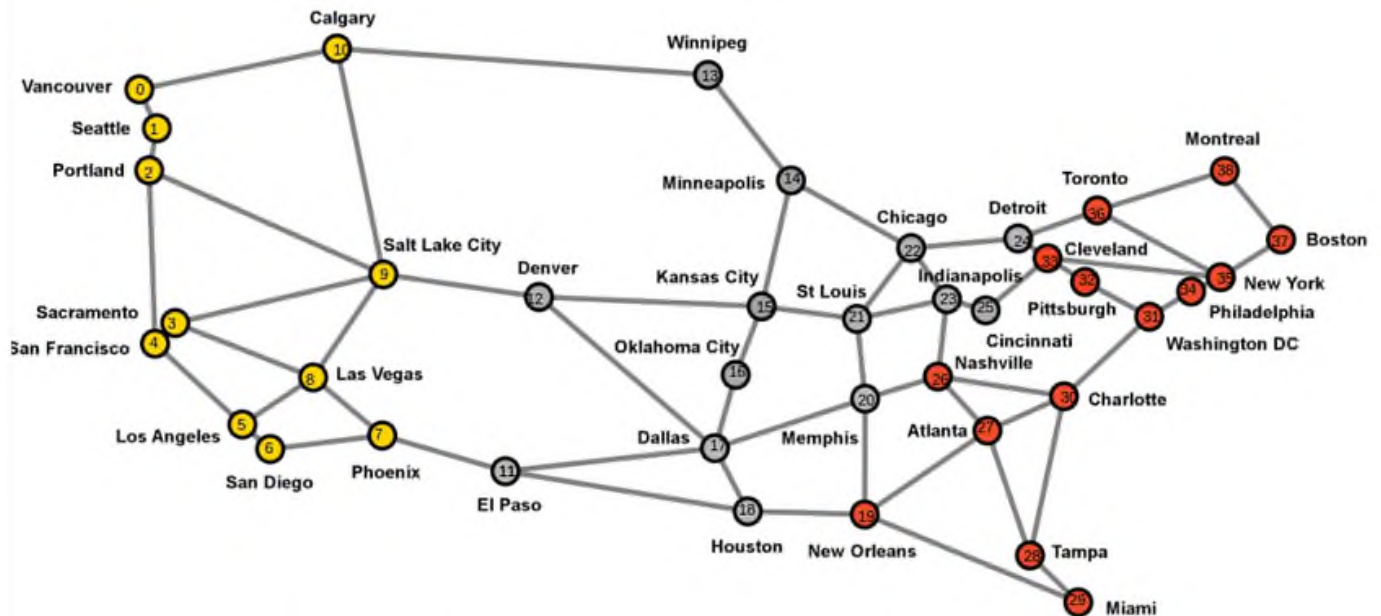 Calgary
10
Winnipeg
13
Vancouver 0
Seattle 1
Portland 2
Montreal
38
Minneapolis 14
Toronto
36
Detroit
24
Chicago
22
37 Boston
Salt Lake City
9
Cleveland
33
Denver
12
Kansas City
15
St Louis
21
Indianapolis
23
32
Pittsburgh
35
New York
34
Philadelphia
25
Cincinnati
31
Washington DC
Sacramento 3
San Francisco 4
Oklahoma City
16
8 Las Vegas
Nashville
26
30 Charlotte
20
Memphis
Los Angeles 5
6
San Diego
7
Phoenix
Dallas 17
Atlanta 27
11
El Paso
18
Houston
19
New Orleans
28 Tampa
29 Miami